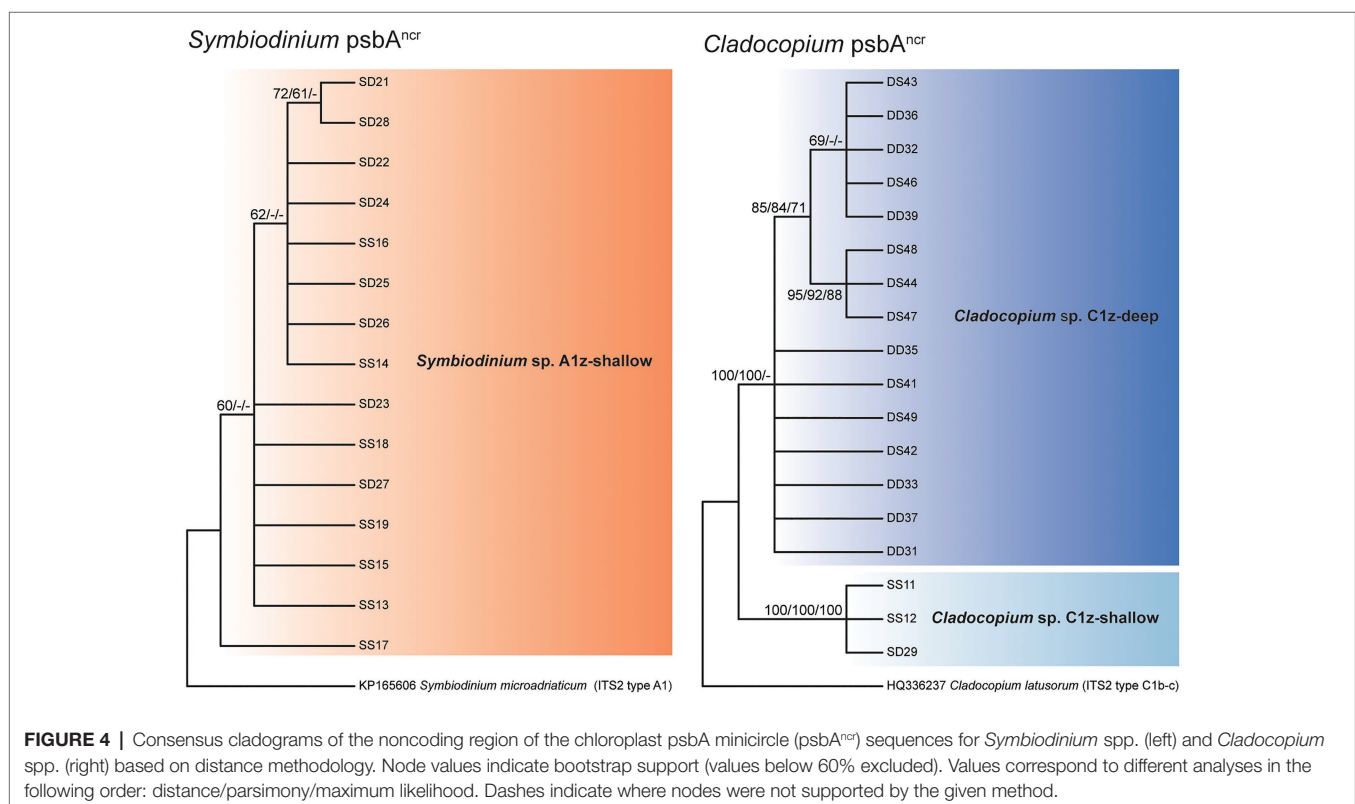 Symbiodinium psbAⁿᶜʳ
72/61/-
SD21
SD28
SD22
SD24
62/-/-
SS16
SD25
SD26
SS14
Symbiodinium sp. A1z-shallow
60/-/-
SD23
SS18
SD27
SS19
SS15
SS13
SS17
KP165606 Symbiodinium microadriaticum (ITS2 type A1)
Cladocopium psbAⁿᶜʳ
DS43
DD36
69/-/-
DD32
DS46
DD39
85/84/71
DS48
DS44
95/92/88
DS47
Cladocopium sp. C1z-deep
DD35
100/100/-
DS41
DS49
DS42
DD33
DD37
DD31
SS11
100/100/100
SS12
Cladocopium sp. C1z-shallow
SD29
HQ336237 Cladocopium latusorum (ITS2 type C1b-c)
FIGURE 4 | Consensus cladograms of the noncoding region of the chloroplast psbA minicircle (psbAⁿᶜʳ) sequences for Symbiodinium spp. (left) and Cladocopium
spp. (right) based on distance methodology. Node values indicate bootstrap support (values below 60% excluded). Values correspond to different analyses in the
following order: distance/parsimony/maximum likelihood. Dashes indicate where nodes were not supported by the given method.